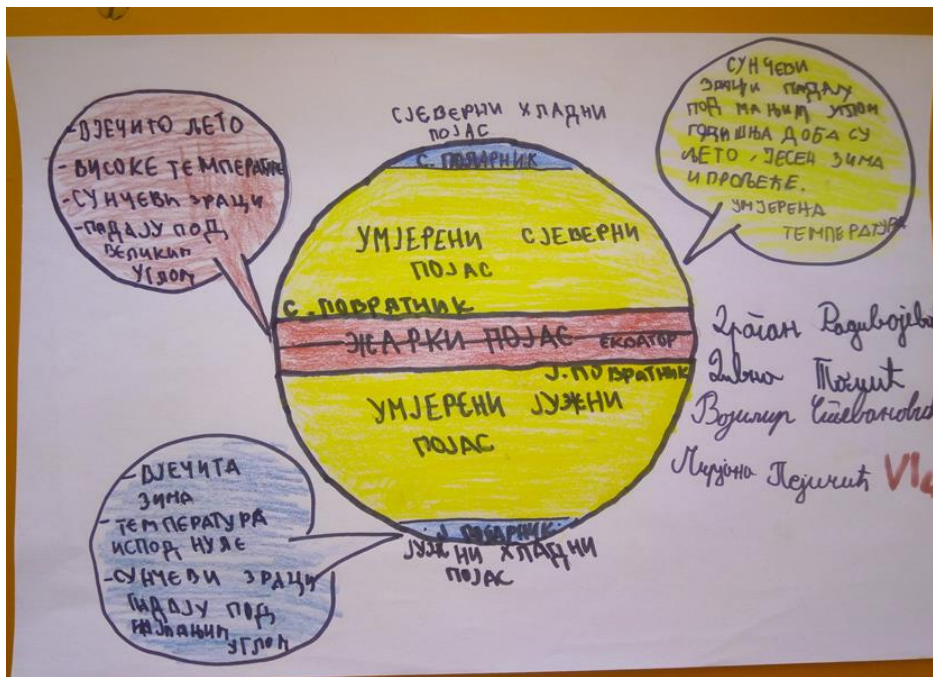 -ВЈЕЧИТО ЛЕТО
-ВИСОКЕ ТЕМПЕРАТУРЕ
-СУНЧЕВИ ЗРАЦИ
-ПАДАЈУ ПОД
ВЕЛИКИМ
УГЛОМ
СЈЕВЕРНИ ХЛАДНИ
ПОЈАС
С. ПОЛАРНИК
СУНЧЕВИ
ЗРАЦИ ПАДАЈУ
ПОД МАЊИМ УГЛОМ
ГОДИШЊА ДОБА СУ
ЉЕТО, ЈЕСЕН ЗИМА
И ПРОЉЕЋЕ.
УМЈЕРЕНА
ТЕМПЕРАТУРА
УМЈЕРЕНИ СЈЕВЕРНИ
ПОЈАС
С. ПОВРАТНИК
ЖАРКИ ПОЈАС ЕКВАТОР
Ј. ПОВРАТНИК
УМЈЕРЕНИ ЈУЖНИ
ПОЈАС
Ј. ПОЛАРНИК
ЈУЖНИ ХЛАДНИ
ПОЈАС
-ВЈЕЧИТА
ЗИМА
-ТЕМПЕРАТУРА
ИСПОД НУЛЕ
-СУНЧЕВИ ЗРАЦИ
ПАДАЈУ ПОД
НАЈМАЊИМ
УГЛОМ
Драган
Војимир
Мирјана Пејичић